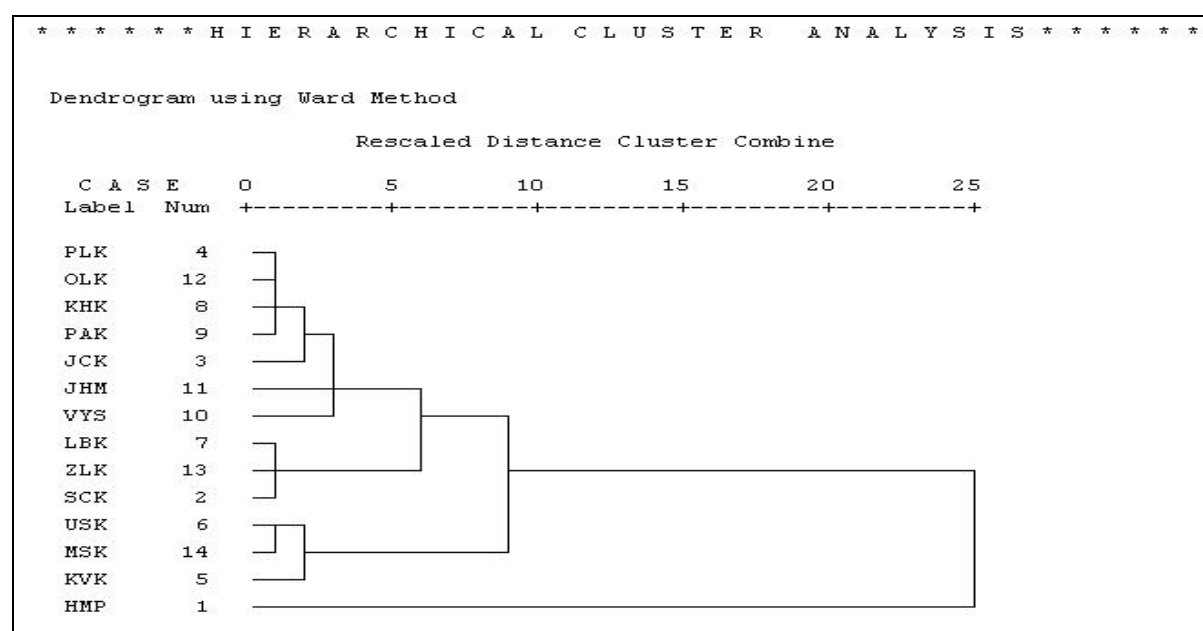 * * * * * * H I E R A R C H I C A L C L U S T E R A N A L Y S I S * * * * * *
Dendrogram using Ward Method
Rescaled Distance Cluster Combine
C A S E 0 5 10 15 20 25
Label Num +---------+---------+---------+---------+---------+
PLK 4
OLK 12
KHK 8
PAK 9
JCK 3
JHM 11
VYS 10
LBK 7
ZLK 13
SCK 2
USK 6
MSK 14
KVK 5
HMP 1